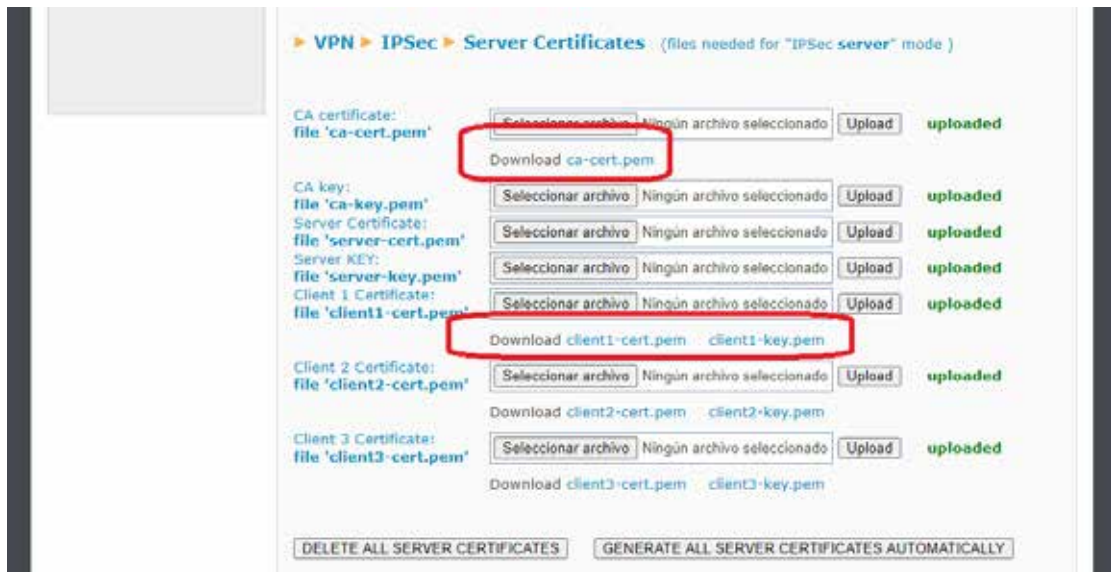 VPN IPSec Server Certificates (files needed for "IPSec server" mode )
CA certificate:
file 'ca-cert.pem'
Seleccionar archivo Ningún archivo seleccionado Upload uploaded
Download ca-cert.pem
CA key:
file 'ca-key.pem'
Seleccionar archivo Ningún archivo seleccionado Upload uploaded
Server Certificate:
file 'server-cert.pem'
Seleccionar archivo Ningún archivo seleccionado Upload uploaded
Server KEY:
file 'server-key.pem'
Seleccionar archivo Ningún archivo seleccionado Upload uploaded
Client 1 Certificate:
file 'client1-cert.pem'
Seleccionar archivo Ningún archivo seleccionado Upload uploaded
Download client1-cert.pem client1-key.pem
Client 2 Certificate:
file 'client2-cert.pem'
Seleccionar archivo Ningún archivo seleccionado Upload uploaded
Download client2-cert.pem client2-key.pem
Client 3 Certificate:
file 'client3-cert.pem'
Seleccionar archivo Ningún archivo seleccionado Upload uploaded
Download client3-cert.pem client3-key.pem
DELETE ALL SERVER CERTIFICATES GENERATE ALL SERVER CERTIFICATES AUTOMATICALLY